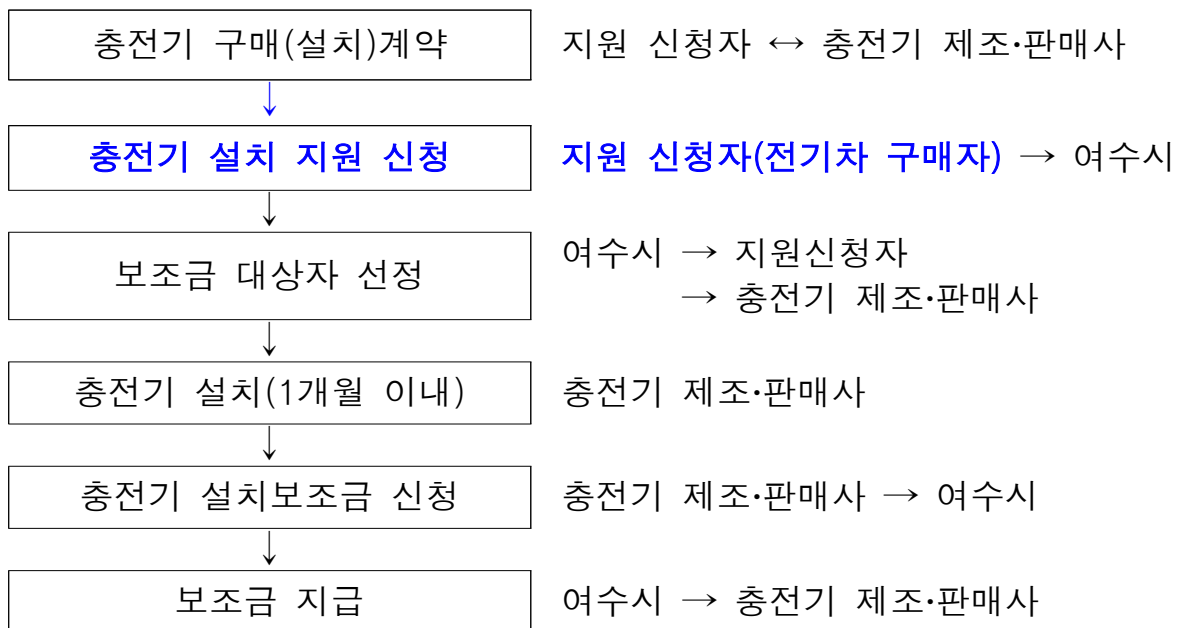 충전기 구매(설치)계약 지원 신청자 ↔ 충전기 제조·판매사
↓
충전기 설치 지원 신청 지원 신청자(전기차 구매자) → 여수시
↓
보조금 대상자 선정 여수시 → 지원신청자
→ 충전기 제조·판매사
↓
충전기 설치(1개월 이내) 충전기 제조·판매사
↓
충전기 설치보조금 신청 충전기 제조·판매사 → 여수시
↓
보조금 지급 여수시 → 충전기 제조·판매사